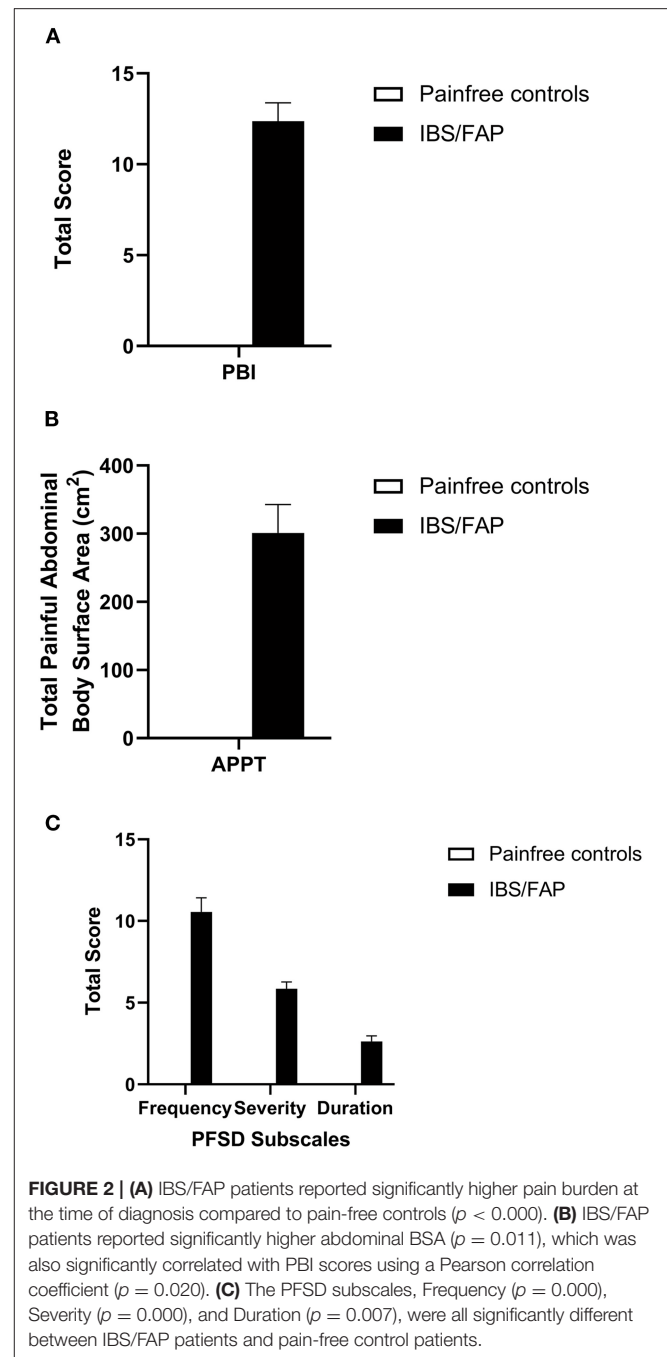 A
15
10
5
0
Total Score
PBI
Painfree controls
IBS/FAP
B
400
300
200
100
0
Total Painful Abdominal
Body Surface Area (cm²)
APPT
Painfree controls
IBS/FAP
C
15
10
5
0
Total Score
Frequency Severity Duration
PFSD Subscales
Painfree controls
IBS/FAP
FIGURE 2 | (A) IBS/FAP patients reported significantly higher pain burden at
the time of diagnosis compared to pain-free controls (p < 0.000). (B) IBS/FAP
patients reported significantly higher abdominal BSA (p = 0.011), which was
also significantly correlated with PBI scores using a Pearson correlation
coefficient (p = 0.020). (C) The PFSD subscales, Frequency (p = 0.000),
Severity (p = 0.000), and Duration (p = 0.007), were all significantly different
between IBS/FAP patients and pain-free control patients.